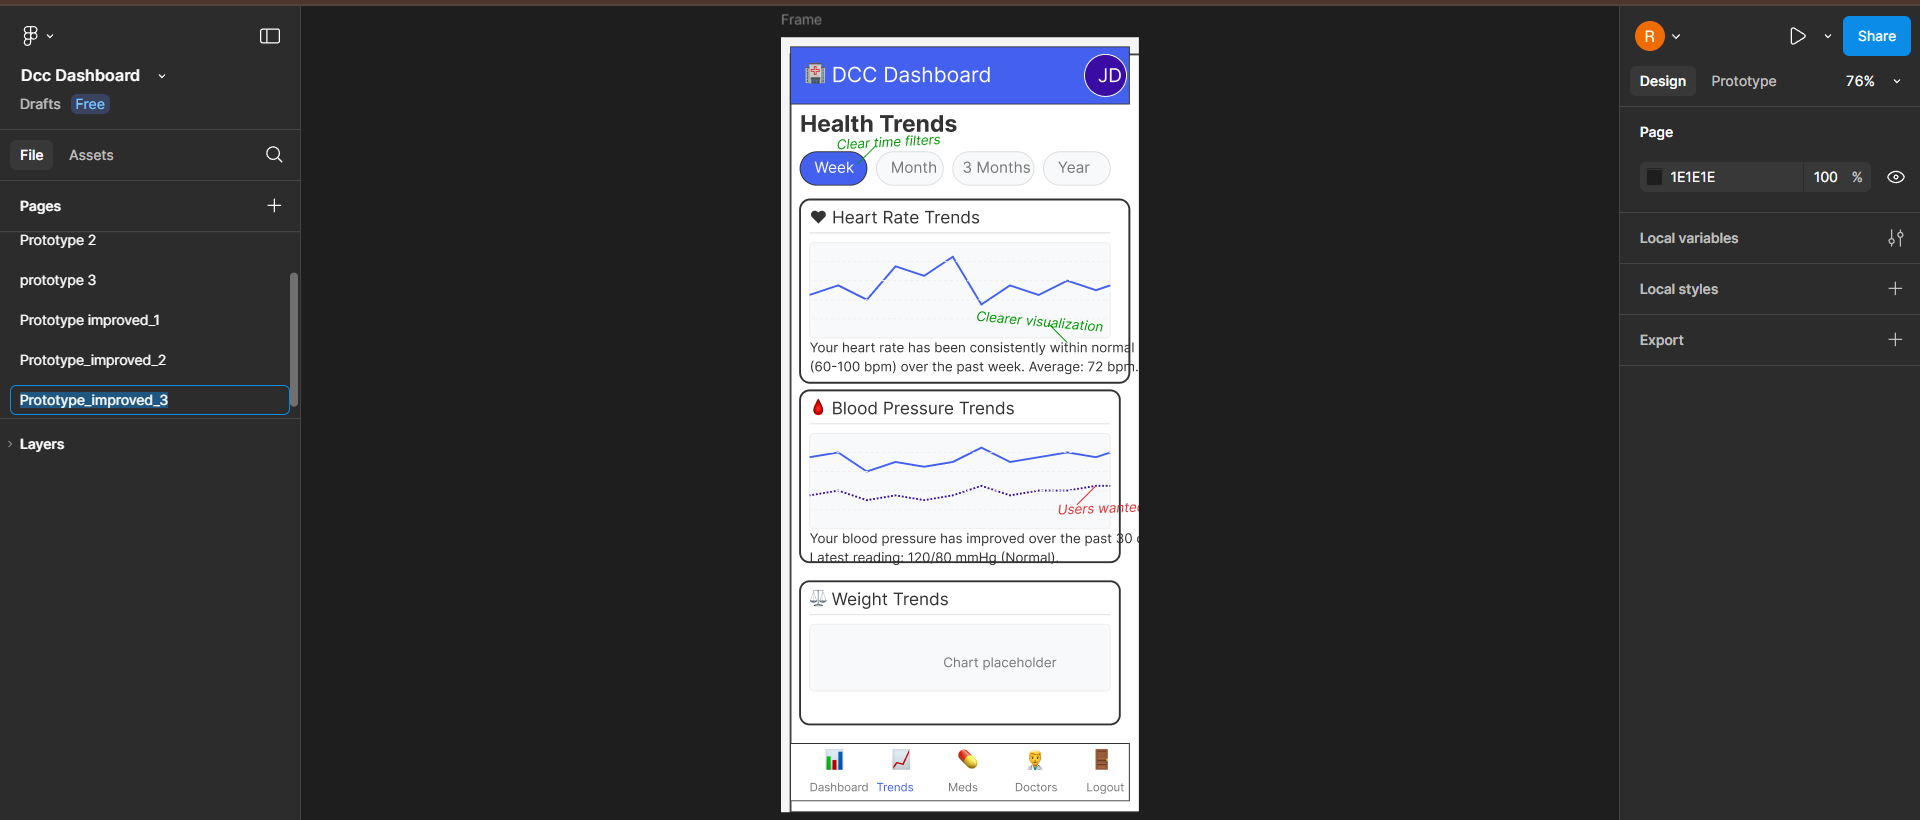 Dcc Dashboard
Drafts Free
File Assets
Pages
Prototype 2
prototype 3
Prototype improved_1
Prototype_improved_2
Prototype_improved_3
Layers
Frame
DCC Dashboard JD
Health Trends
Clear time filters
Week Month 3 Months Year
Heart Rate Trends
Clearer visualization
Your heart rate has been consistently within normal
(60-100 bpm) over the past week. Average: 72 bpm.
Blood Pressure Trends
Users wanted
Your blood pressure has improved over the past 30
Latest reading: 120/80 mmHg (Normal).
Weight Trends
Chart placeholder
Dashboard Trends Meds Doctors Logout
R Share
Design Prototype 76%
Page
1E1E1E 100 %
Local variables
Local styles
Export